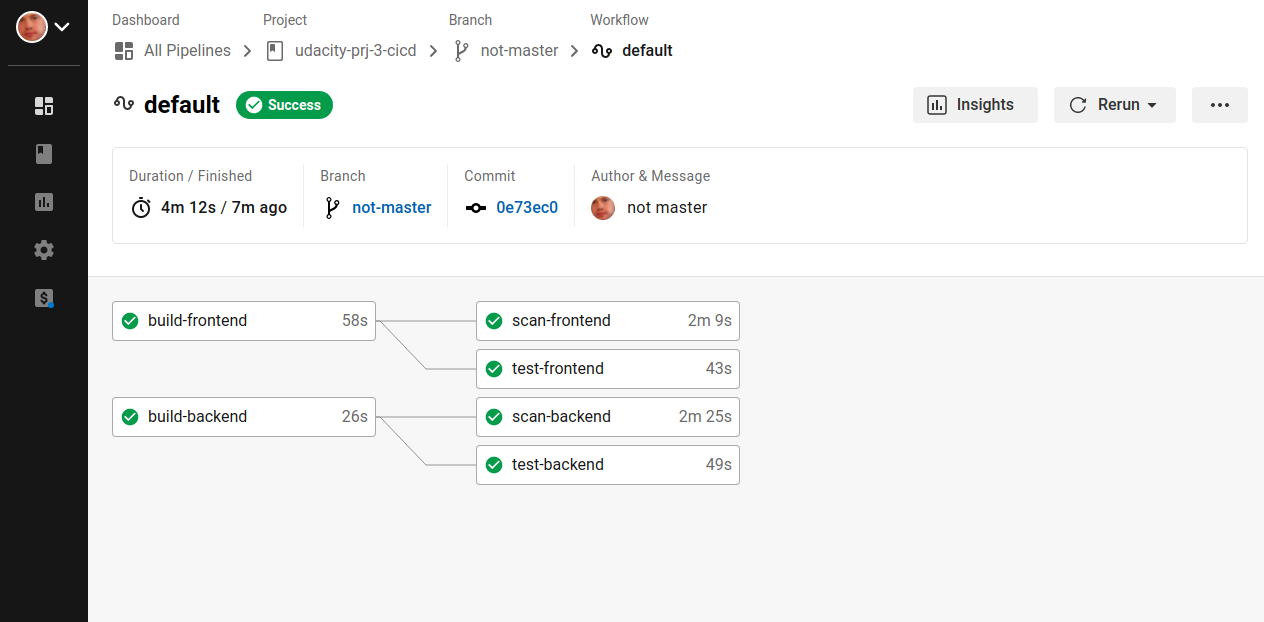 Dashboard Project Branch Workflow
All Pipelines udacity-prj-3-cicd not-master default
default Success Insights Rerun
Duration / Finished Branch Commit Author & Message
4m 12s / 7m ago not-master 0e73ec0 not master
build-frontend 58s scan-frontend 2m 9s
test-frontend 43s
build-backend 26s scan-backend 2m 25s
test-backend 49s